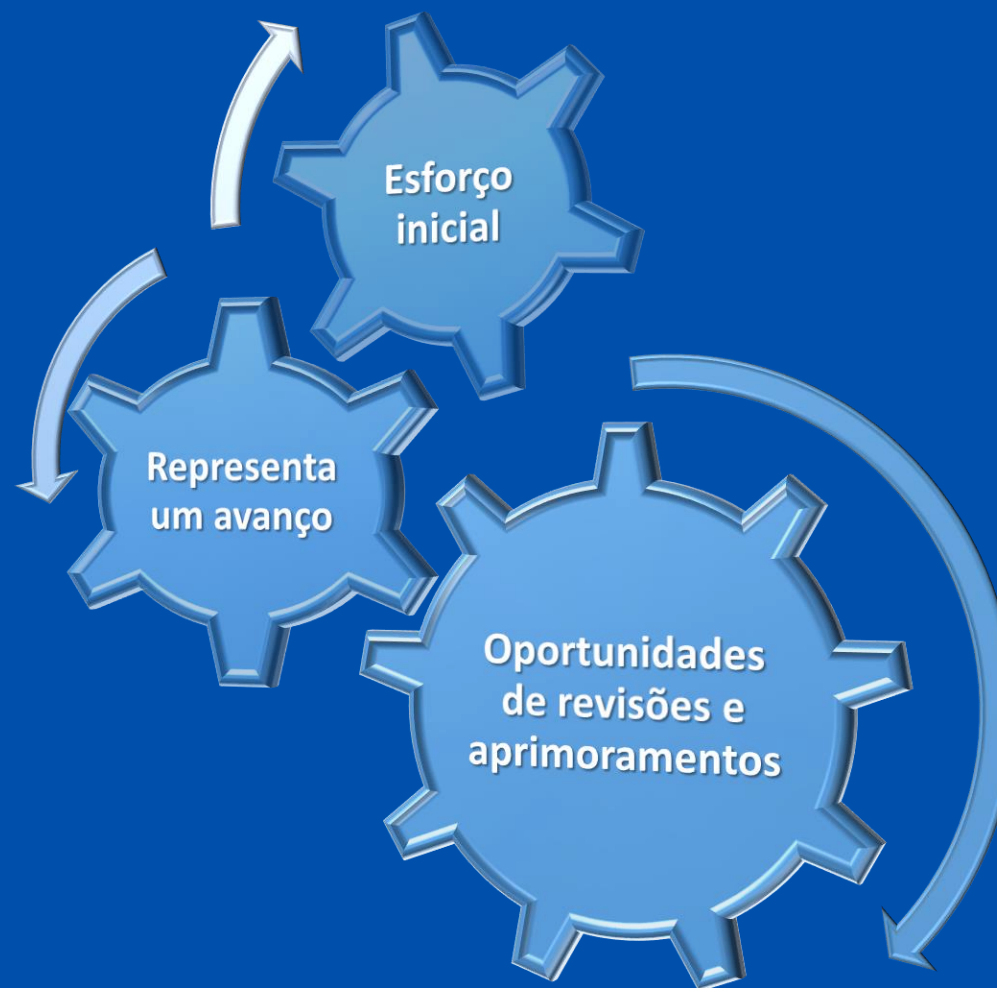 Esforço
inicial
Representa
um avanço
Oportunidades
de revisões e
aprimoramentos